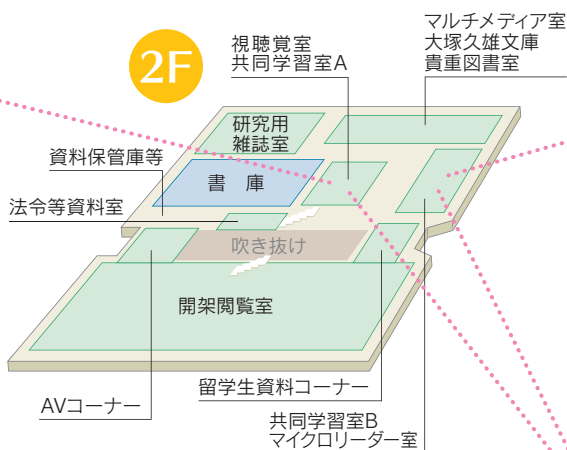 2F
視聴覚室
共同学習室A
マルチメディア室
大塚久雄文庫
貴重図書室
研究用
雑誌室
資料保管庫等
書 庫
法令等資料室
吹き抜け
開架閲覧室
AVコーナー
留学生資料コーナー
共同学習室B
マイクロリーダー室